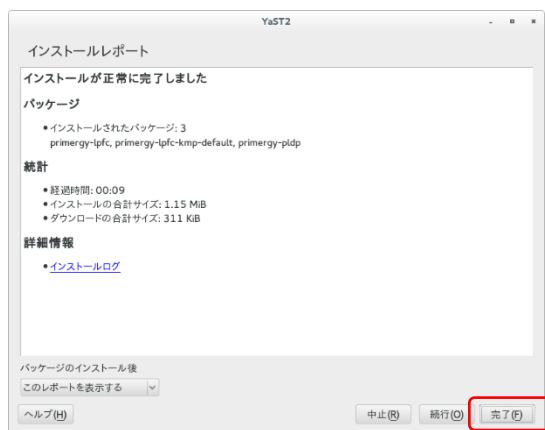 YaST2
インストールレポート
インストールが正常に完了しました
パッケージ
•インストールされたパッケージ: 3
primergy-lpfc, primergy-lpfc-kmp-default, primergy-pldp
統計
•経過時間: 00:09
•インストールの合計サイズ: 1.15 MiB
•ダウンロードの合計サイズ: 311 KiB
詳細情報
•インストールログ
パッケージのインストール後
このレポートを表示する
ヘルプ(H) 中止(R) 続行(O) 完了(F)